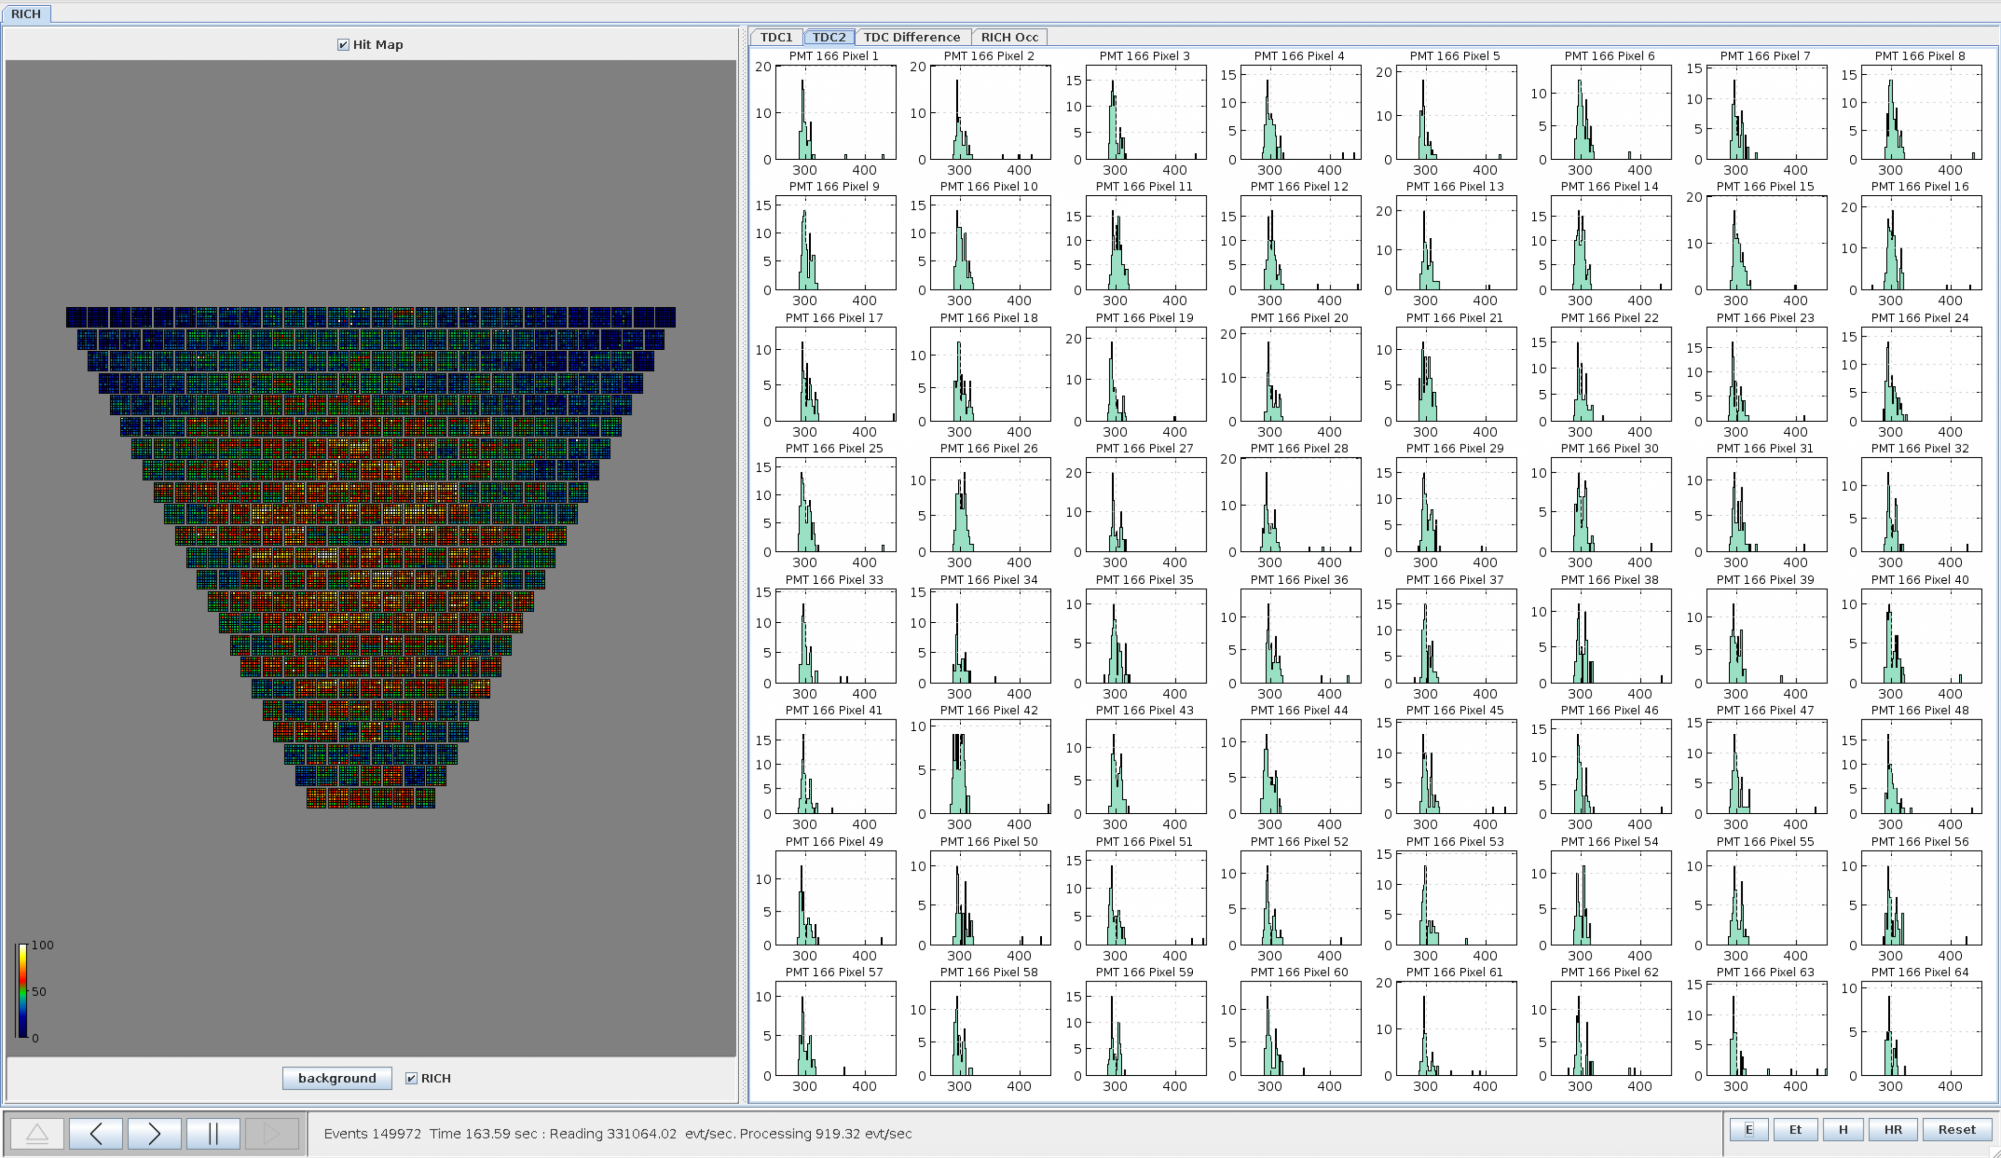 RICH
Hit Map
100
50
0
background
RICH
TDC1 TDC2 TDC Difference RICH Occ
PMT 166 Pixel 1 PMT 166 Pixel 2 PMT 166 Pixel 3 PMT 166 Pixel 4 PMT 166 Pixel 5 PMT 166 Pixel 6 PMT 166 Pixel 7 PMT 166 Pixel 8
20 20 15 15 20 10 15 15
10 10 10 10 10 5 10 10
5 5 5 5
0 0 0 0 0 0 0 0
300 400 300 400 300 400 300 400 300 400 300 400 300 400 300 400
PMT 166 Pixel 9 PMT 166 Pixel 10 PMT 166 Pixel 11 PMT 166 Pixel 12 PMT 166 Pixel 13 PMT 166 Pixel 14 PMT 166 Pixel 15 PMT 166 Pixel 16
15 15 15 15 20 15 20 20
10 10 10 10 10 10 15 10
5 5 5 5 5 10
5
0 0 0 0 0 0 0 0
300 400 300 400 300 400 300 400 300 400 300 400 300 400 300 400
PMT 166 Pixel 17 PMT 166 Pixel 18 PMT 166 Pixel 19 PMT 166 Pixel 20 PMT 166 Pixel 21 PMT 166 Pixel 22 PMT 166 Pixel 23 PMT 166 Pixel 24
10 10 20 20 10 15 15 15
5 5 10 10 5 10 10 10
5 5 5
0 0 0 0 0 0 0 0
300 400 300 400 300 400 300 400 300 400 300 400 300 400 300 400
PMT 166 Pixel 25 PMT 166 Pixel 26 PMT 166 Pixel 27 PMT 166 Pixel 28 PMT 166 Pixel 29 PMT 166 Pixel 30 PMT 166 Pixel 31 PMT 166 Pixel 32
15 10 20 20 15 10 10 10
10 5 10 10 10 5 5 5
5 5
0 0 0 0 0 0 0 0
300 400 300 400 300 400 300 400 300 400 300 400 300 400 300 400
PMT 166 Pixel 33 PMT 166 Pixel 34 PMT 166 Pixel 35 PMT 166 Pixel 36 PMT 166 Pixel 37 PMT 166 Pixel 38 PMT 166 Pixel 39 PMT 166 Pixel 40
15 15 10 10 15 10 10 10
10 10 5 5 10 5 5 5
5 5 5
0 0 0 0 0 0 0 0
300 400 300 400 300 400 300 400 300 400 300 400 300 400 300 400
PMT 166 Pixel 41 PMT 166 Pixel 42 PMT 166 Pixel 43 PMT 166 Pixel 44 PMT 166 Pixel 45 PMT 166 Pixel 46 PMT 166 Pixel 47 PMT 166 Pixel 48
15 10 10 10 15 15 15 15
10 5 5 5 10 10 10 10
5 5 5 5 5
0 0 0 0 0 0 0 0
300 400 300 400 300 400 300 400 300 400 300 400 300 400 300 400
PMT 166 Pixel 49 PMT 166 Pixel 50 PMT 166 Pixel 51 PMT 166 Pixel 52 PMT 166 Pixel 53 PMT 166 Pixel 54 PMT 166 Pixel 55 PMT 166 Pixel 56
10 10 15 10 15 10 10 10
5 5 10 5 10 5 5 5
5 5
0 0 0 0 0 0 0 0
300 400 300 400 300 400 300 400 300 400 300 400 300 400 300 400
PMT 166 Pixel 57 PMT 166 Pixel 58 PMT 166 Pixel 59 PMT 166 Pixel 60 PMT 166 Pixel 61 PMT 166 Pixel 62 PMT 166 Pixel 63 PMT 166 Pixel 64
10 10 15 10 20 10 15 10
5 5 10 5 10 5 10 5
5 5
0 0 0 0 0 0 0 0
300 400 300 400 300 400 300 400 300 400 300 400 300 400 300 400
Events 149972 Time 163.59 sec : Reading 331064.02 evt/sec. Processing 919.32 evt/sec
E Et H HR Reset